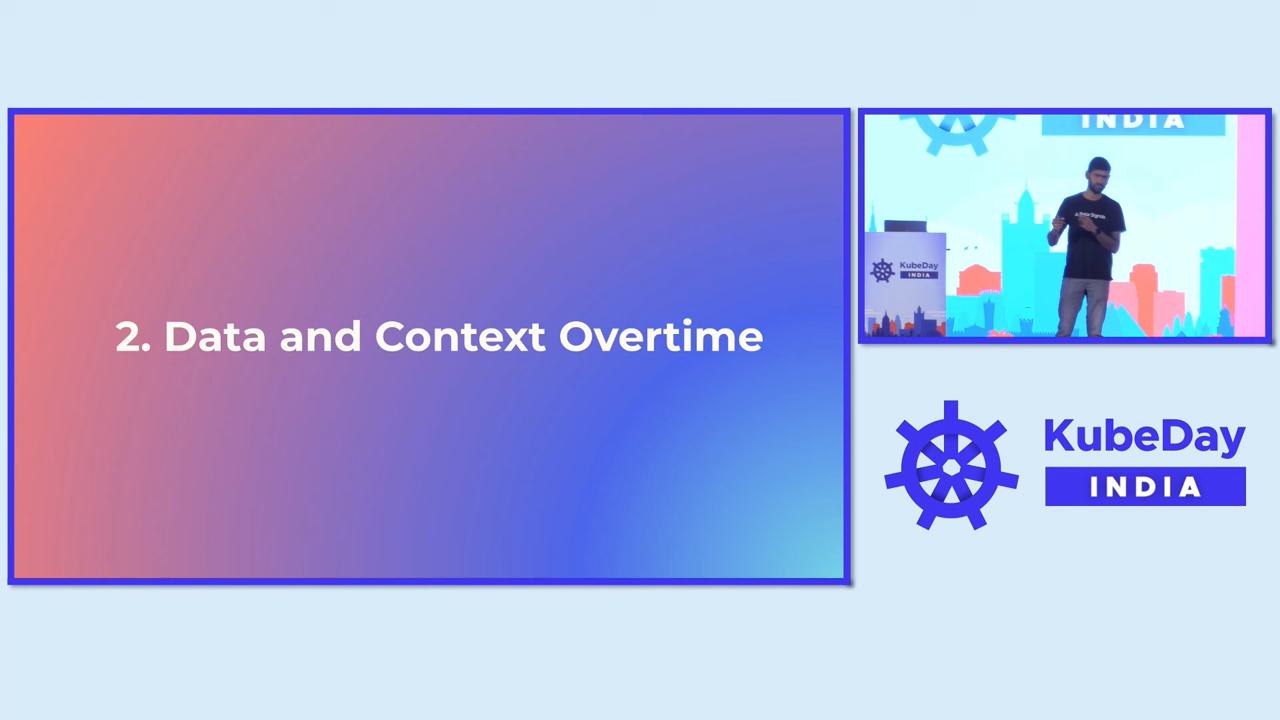 2. Data and Context Overtime
INDIA
KubeDay
INDIA
KubeDay
INDIA